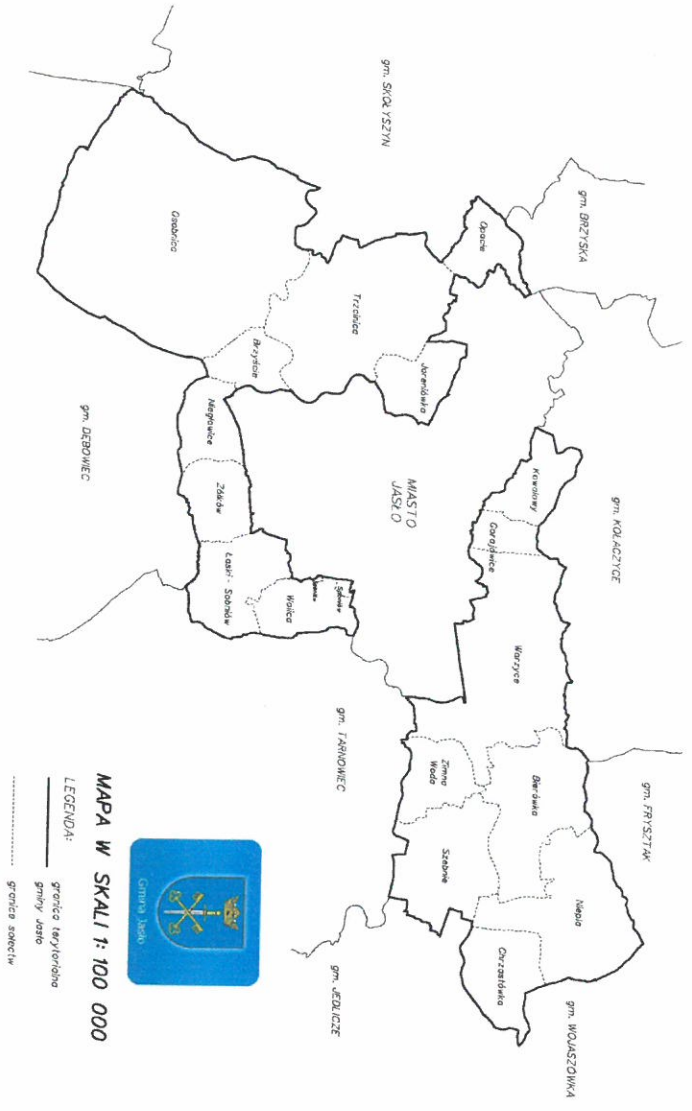 gm. SKOŁYSZYN
gm. BRZYSKA
gm. KOŁACZYCE
gm. FRYSZTAK
gm. WOJASZÓWKA
Osobnica
Opacie
Trzcinica
Jareniówka
Brzyście
Niegłowice
Żółków
Łaski - Sobniów
Wolica
MIASTO
JASŁO
Kowalowy
Gorajowice
Warzyce
Bierówka
Zimna
Woda
Szebnie
Niepla
Chrząstówka
gm. DĘBOWIEC
gm. TARNOWIEC
gm. JEDLICZE
Gmina Jasło
MAPA W SKALI 1: 100 000
LEGENDA:
granica terytorialna
gminy Jasło
granica sołectw